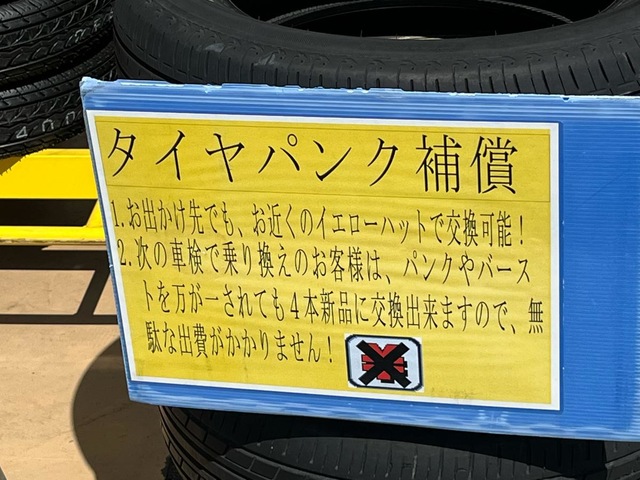 タイヤパンク補償
1.お出かけ先でも、お近くのイエローハットで交換可能！
2.次の車検で乗り換えのお客様は、パンクやバース
トを万が一されても４本新品に交換出来ますので、無
駄な出費がかかりません！